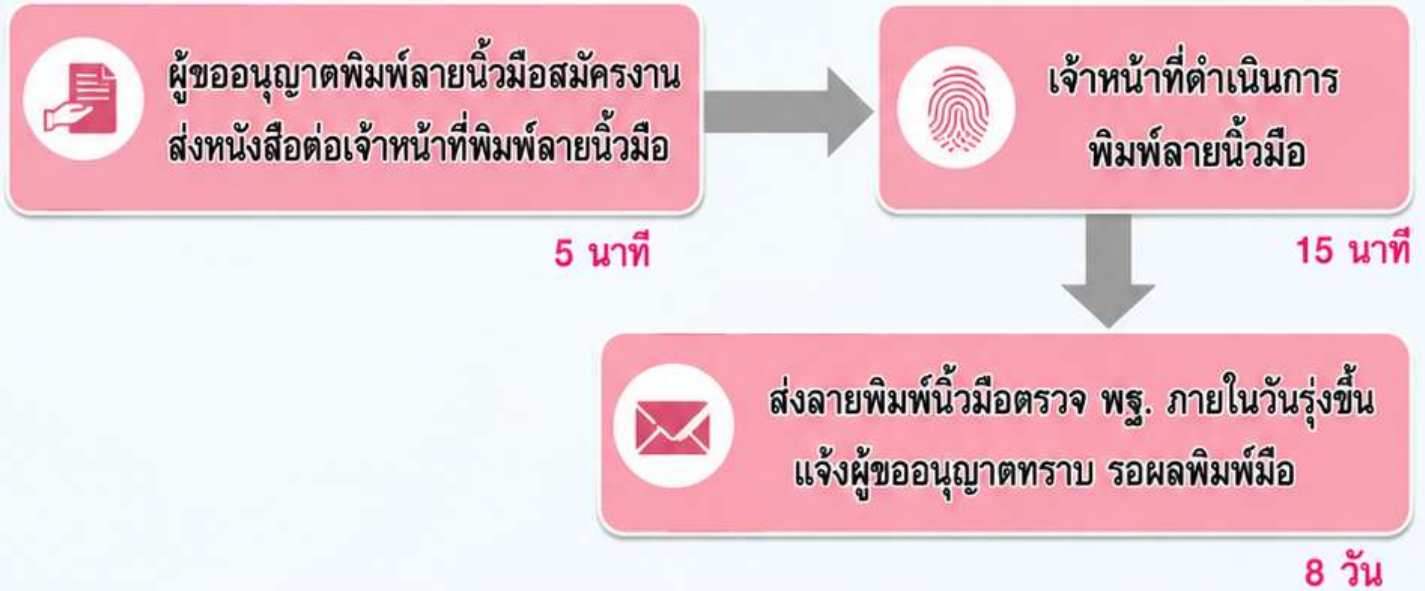 ผู้ขออนุญาตพิมพ์ลายนิ้วมือสมัครงาน
ส่งหนังสือต่อเจ้าหน้าที่พิมพ์ลายนิ้วมือ
5 นาที
เจ้าหน้าที่ดำเนินการ
พิมพ์ลายนิ้วมือ
15 นาที
ส่งลายพิมพ์นิ้วมือตรวจ พฐ. ภายในวันรุ่งขึ้น
แจ้งผู้ขออนุญาตทราบ รอผลพิมพ์มือ
8 วัน